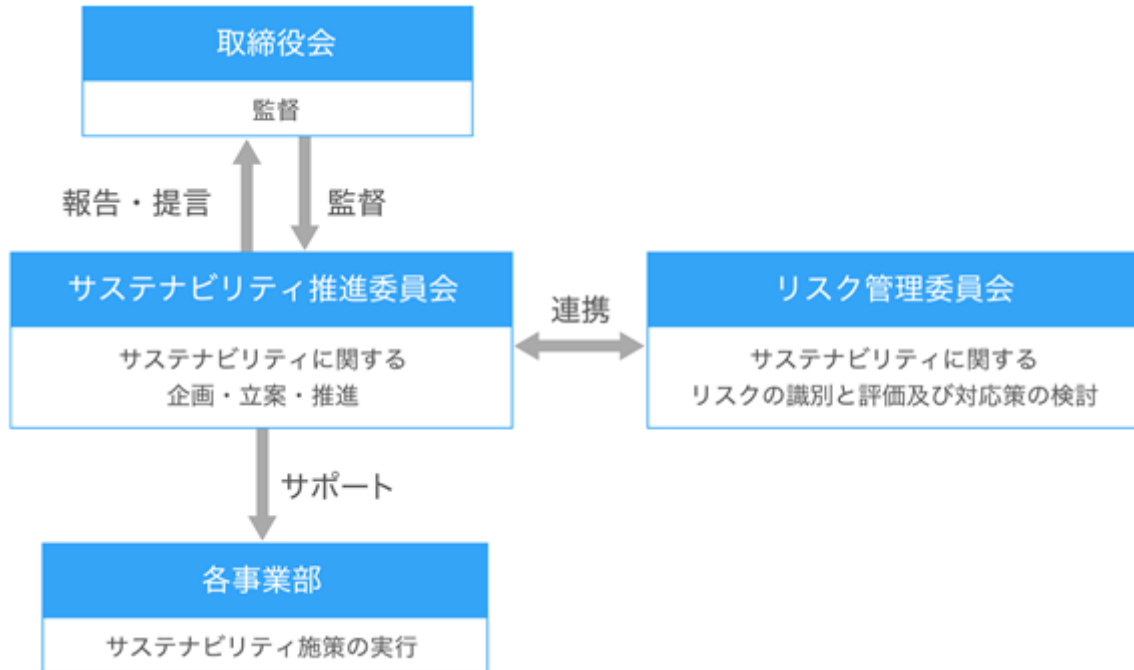 取締役会
監督
報告・提言
監督
サステナビリティ推進委員会
サステナビリティに関する
企画・立案・推進
連携
リスク管理委員会
サステナビリティに関する
リスクの識別と評価及び対応策の検討
サポート
各事業部
サステナビリティ施策の実行